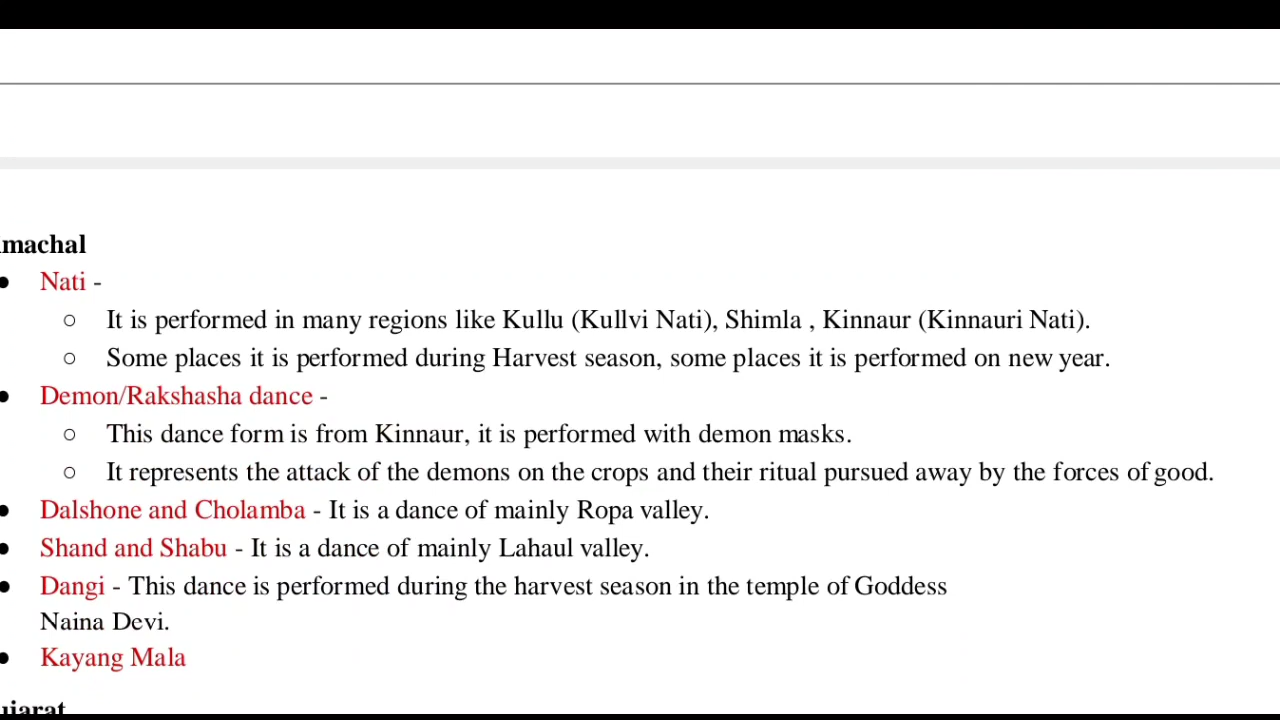 imachal
● Nati -
○ It is performed in many regions like Kullu (Kullvi Nati), Shimla , Kinnaur (Kinnauri Nati).
○ Some places it is performed during Harvest season, some places it is performed on new year.
● Demon/Rakshasha dance -
○ This dance form is from Kinnaur, it is performed with demon masks.
○ It represents the attack of the demons on the crops and their ritual pursued away by the forces of good.
● Dalshone and Cholamba - It is a dance of mainly Ropa valley.
● Shand and Shabu - It is a dance of mainly Lahaul valley.
● Dangi - This dance is performed during the harvest season in the temple of Goddess
Naina Devi.
● Kayang Mala
ujarat